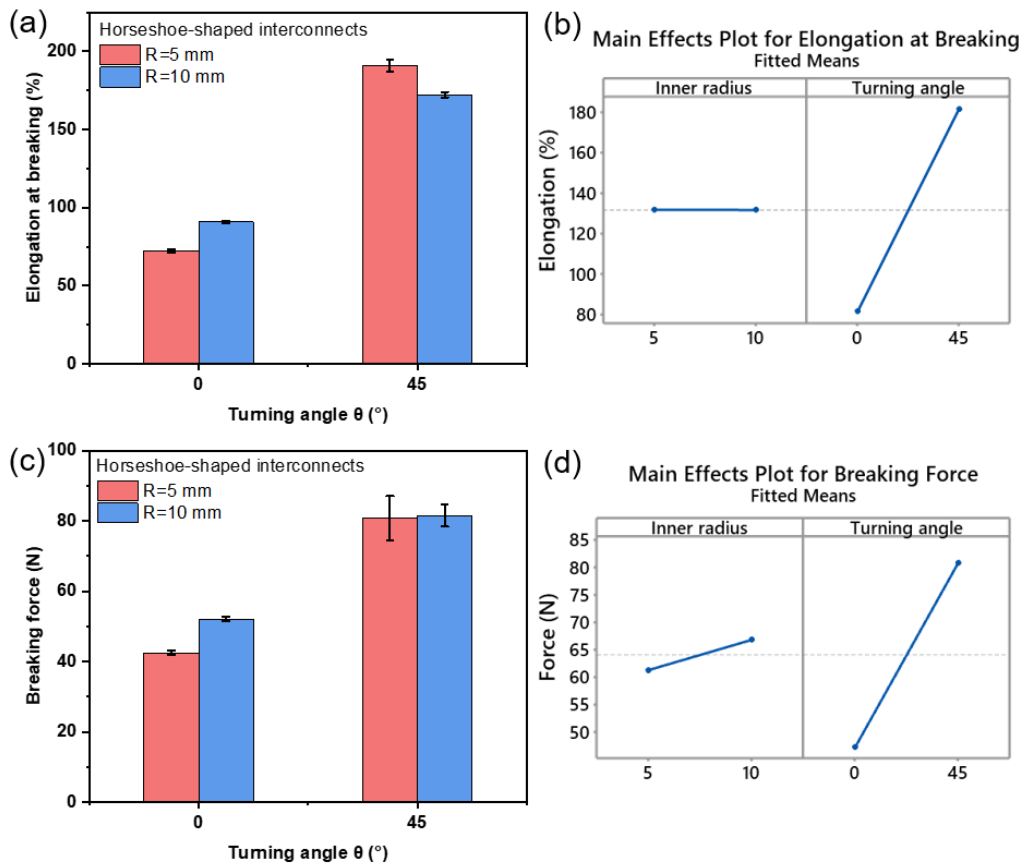 (a)
Horseshoe-shaped interconnects
R=5 mm
R=10 mm
200
150
100
50
0
Elongation at breaking (%)
0 45
Turning angle θ (°)
(b)
Main Effects Plot for Elongation at Breaking
Fitted Means
Inner radius Turning angle
180
160
140
120
100
80
Elongation (%)
5 10 0 45
(c)
Horseshoe-shaped interconnects
R=5 mm
R=10 mm
100
80
60
40
20
0
Breaking force (N)
0 45
Turning angle θ (°)
(d)
Main Effects Plot for Breaking Force
Fitted Means
Inner radius Turning angle
85
80
75
70
65
60
55
50
Force (N)
5 10 0 45